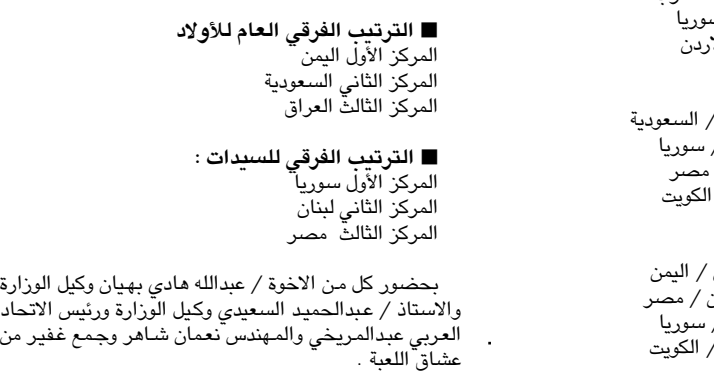 سوريا
/ السعودية
/ سوريا
مصر
الكويت
/ اليمن
/ مصر
/ سوريا
/ الكويت
■ الترتيب الفرقي العام للأولاد
المركز الأول اليمن
المركز الثاني السعودية
المركز الثالث العراق
■ الترتيب الفرقي للسيدات :
المركز الأول سوريا
المركز الثاني لبنان
المركز الثالث مصر
بحضور كل من الاخوة / عبدالله هادي بهيان وكيل الوزارة
والاستاذ / عبدالحميد السعيدي وكيل الوزارة ورئيس الاتحاد
العربي عبدالمريخي والمهندس نعمان شاهر وجمع غفير من
عشاق اللعبة .